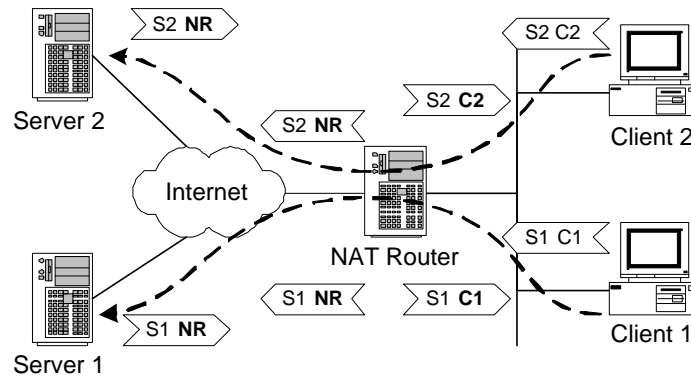 S2 NR
S2 C2
Server 2
S2 NR
S2 C2
Client 2
Internet
NAT Router
S1 C1
S1 NR
S1 C1
S1 NR
Client 1
Server 1